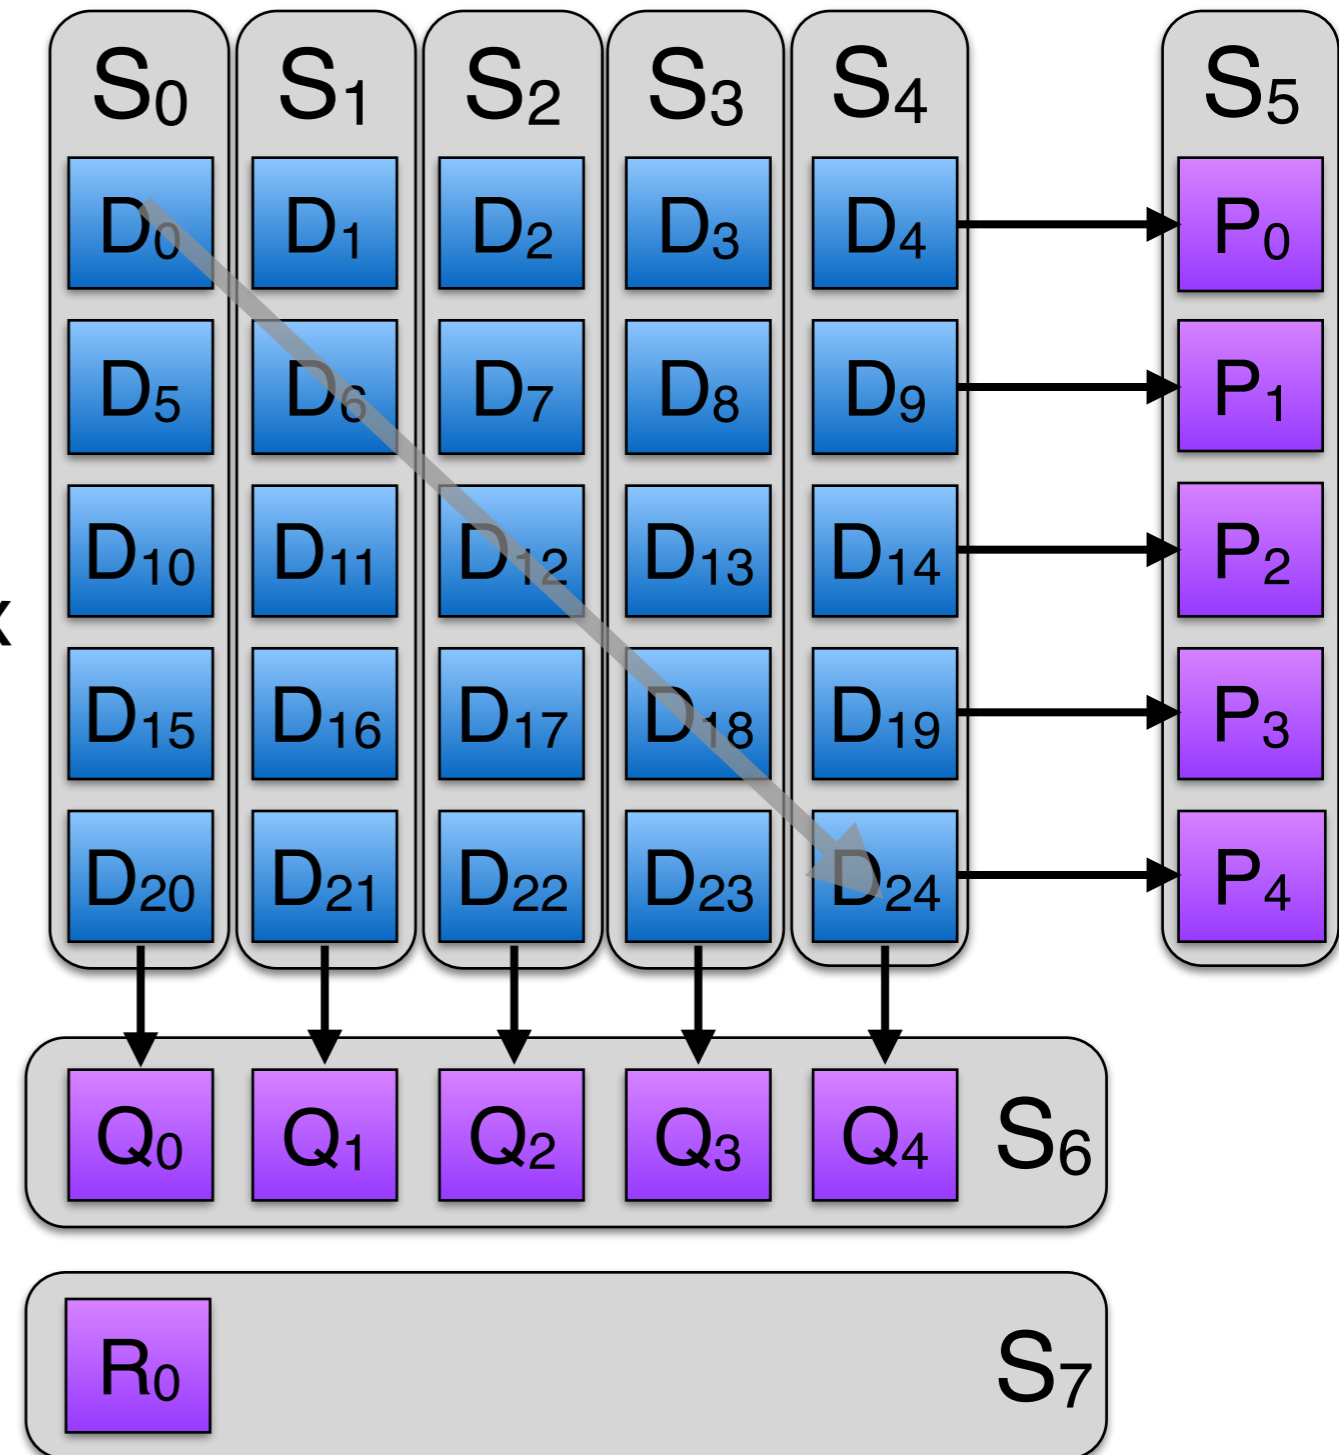 S0 S1 S2 S3 S4 S5
D0 D1 D2 D3 D4 P0
D5 D6 D7 D8 D9 P1
D10 D11 D12 D13 D14 P2
D15 D16 D17 D18 D19 P3
D20 D21 D22 D23 D24 P4
Q0 Q1 Q2 Q3 Q4 S6
R0 S7